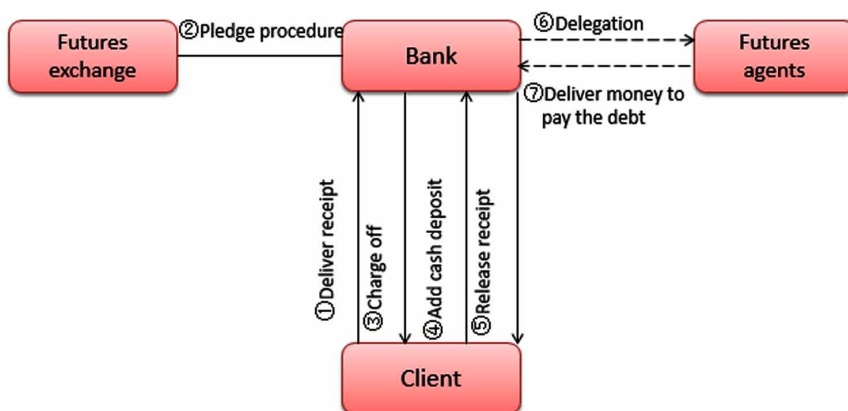 Futures
exchange
②Pledge procedure
Bank
⑥Delegation
Futures
agents
⑦Deliver money to
pay the debt
①Deliver receipt
③Charge off
④Add cash deposit
⑤Release receipt
Client